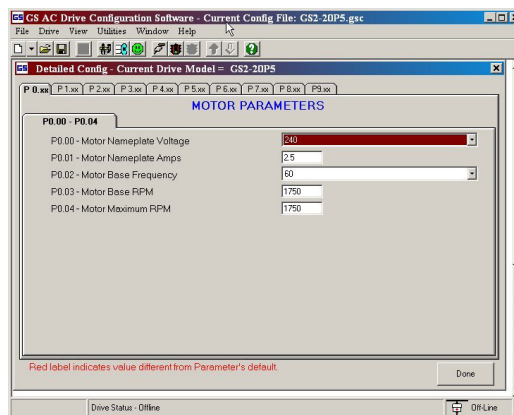 GS GS AC Drive Configuration Software - Current Config File: GS2-20P5.gsc
File Drive View Utilities Window Help
GS Detailed Config - Current Drive Model = GS2-20P5
P 0.xx P 1.xx P 2.xx P 3.xx P 4.xx P 5.xx P 6.xx P 7.xx P 8.xx P9.xx
MOTOR PARAMETERS
P0.00 - P0.04
P0.00 - Motor Nameplate Voltage 240
P0.01 - Motor Nameplate Amps 2.5
P0.02 - Motor Base Frequency 60
P0.03 - Motor Base RPM 1750
P0.04 - Motor Maximum RPM 1750
Red label indicates value different from Parameter's default.
Done
Drive Status - Offline Off-Line